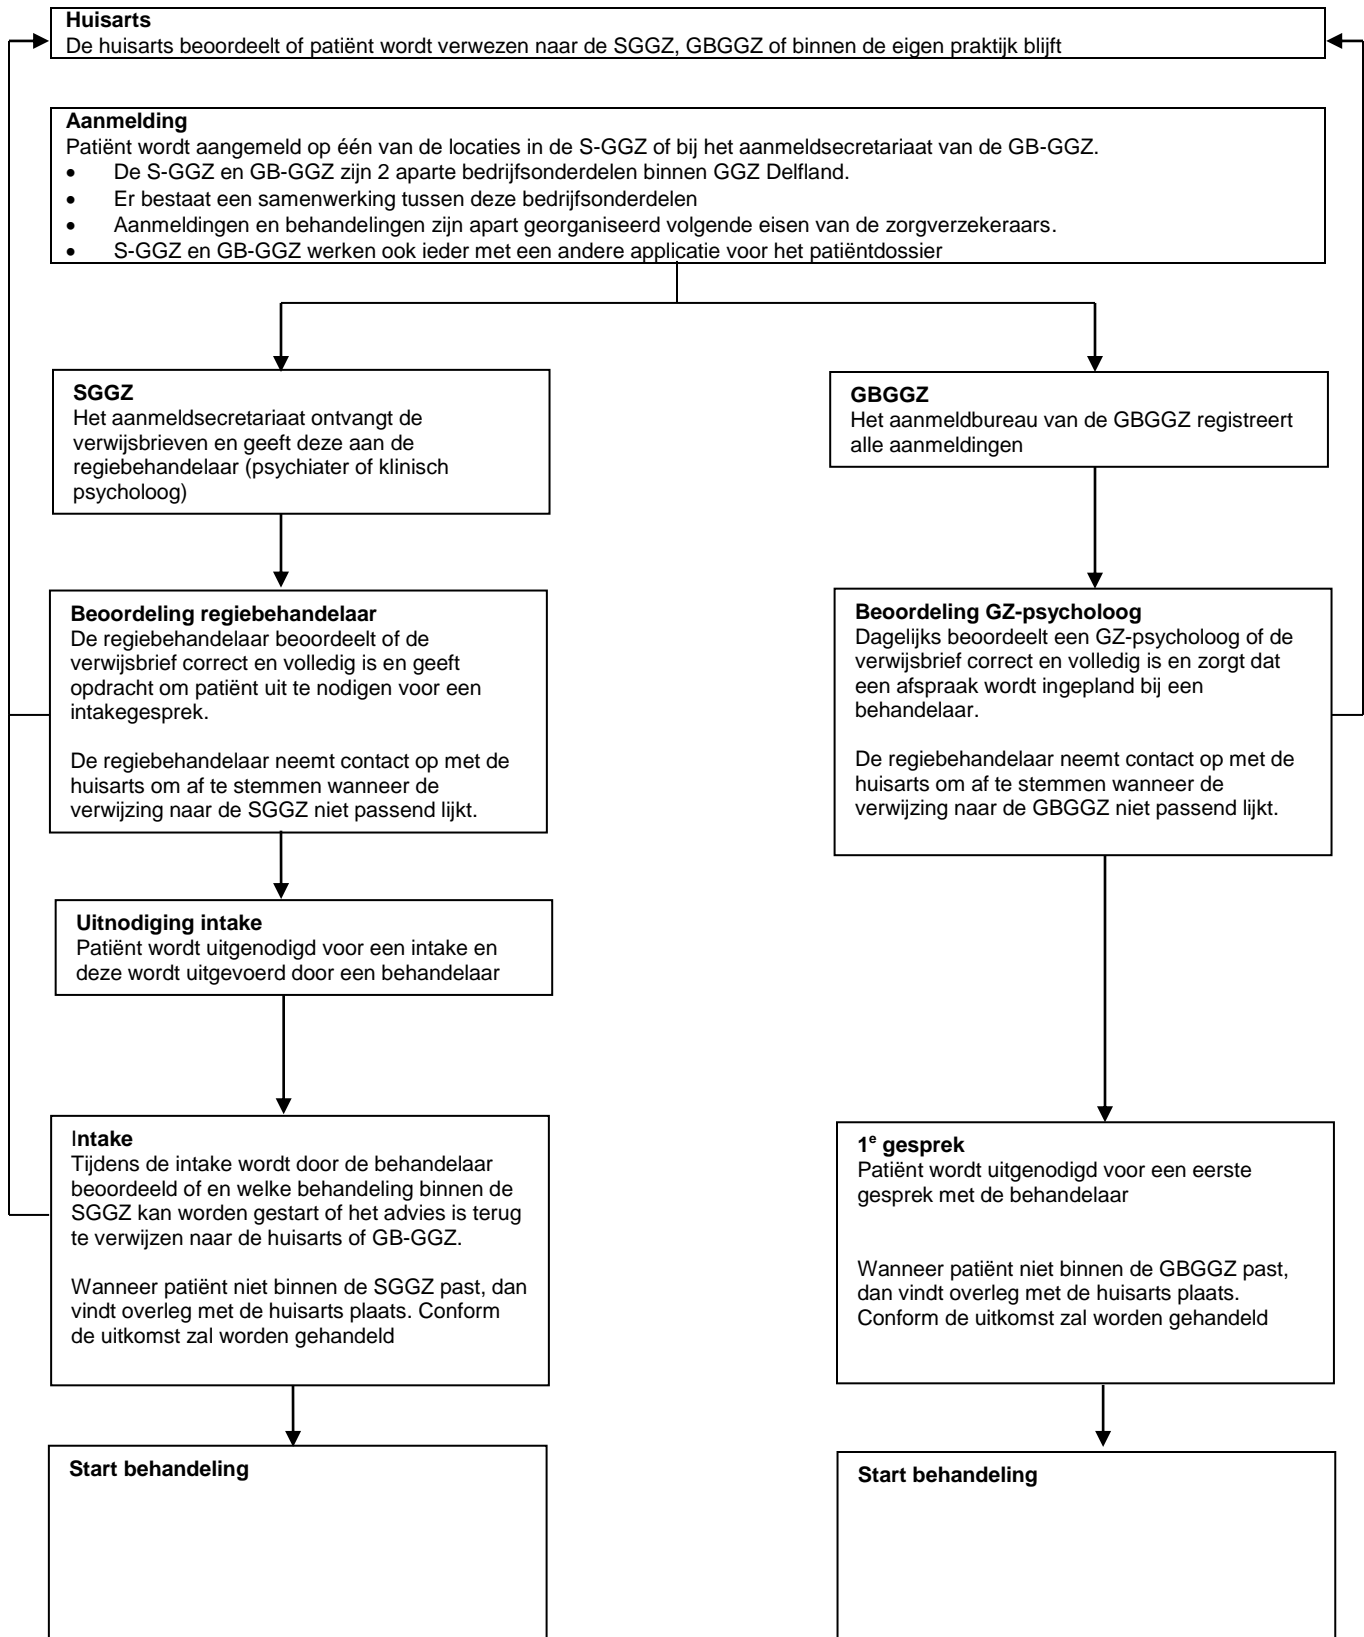 Huisarts
De huisarts beoordeelt of patiënt wordt verwezen naar de SGGZ, GBGGZ of binnen de eigen praktijk blijft
Aanmelding
Patiënt wordt aangemeld op één van de locaties in de S-GGZ of bij het aanmeldsecretariaat van de GB-GGZ.
• De S-GGZ en GB-GGZ zijn 2 aparte bedrijfsonderdelen binnen GGZ Delfland.
• Er bestaat een samenwerking tussen deze bedrijfsonderdelen
• Aanmeldingen en behandelingen zijn apart georganiseerd volgende eisen van de zorgverzekeraars.
• S-GGZ en GB-GGZ werken ook ieder met een andere applicatie voor het patiëntdossier
SGGZ
Het aanmeldsecretariaat ontvangt de
verwijsbrieven en geeft deze aan de
regiebehandelaar (psychiater of klinisch
psycholoog)
GBGGZ
Het aanmeldbureau van de GBGGZ registreert
alle aanmeldingen
Beoordeling regiebehandelaar
De regiebehandelaar beoordeelt of de
verwijsbrief correct en volledig is en geeft
opdracht om patiënt uit te nodigen voor een
intakegesprek.
De regiebehandelaar neemt contact op met de
huisarts om af te stemmen wanneer de
verwijzing naar de SGGZ niet passend lijkt.
Beoordeling GZ-psycholoog
Dagelijks beoordeelt een GZ-psycholoog of de
verwijsbrief correct en volledig is en zorgt dat
een afspraak wordt ingepland bij een
behandelaar.
De regiebehandelaar neemt contact op met de
huisarts om af te stemmen wanneer de
verwijzing naar de GBGGZ niet passend lijkt.
Uitnodiging intake
Patiënt wordt uitgenodigd voor een intake en
deze wordt uitgevoerd door een behandelaar
Intake
Tijdens de intake wordt door de behandelaar
beoordeeld of en welke behandeling binnen de
SGGZ kan worden gestart of het advies is terug
te verwijzen naar de huisarts of GB-GGZ.
Wanneer patiënt niet binnen de SGGZ past, dan
vindt overleg met de huisarts plaats. Conform
de uitkomst zal worden gehandeld
1e gesprek
Patiënt wordt uitgenodigd voor een eerste
gesprek met de behandelaar
Wanneer patiënt niet binnen de GBGGZ past,
dan vindt overleg met de huisarts plaats.
Conform de uitkomst zal worden gehandeld
Start behandeling
Start behandeling